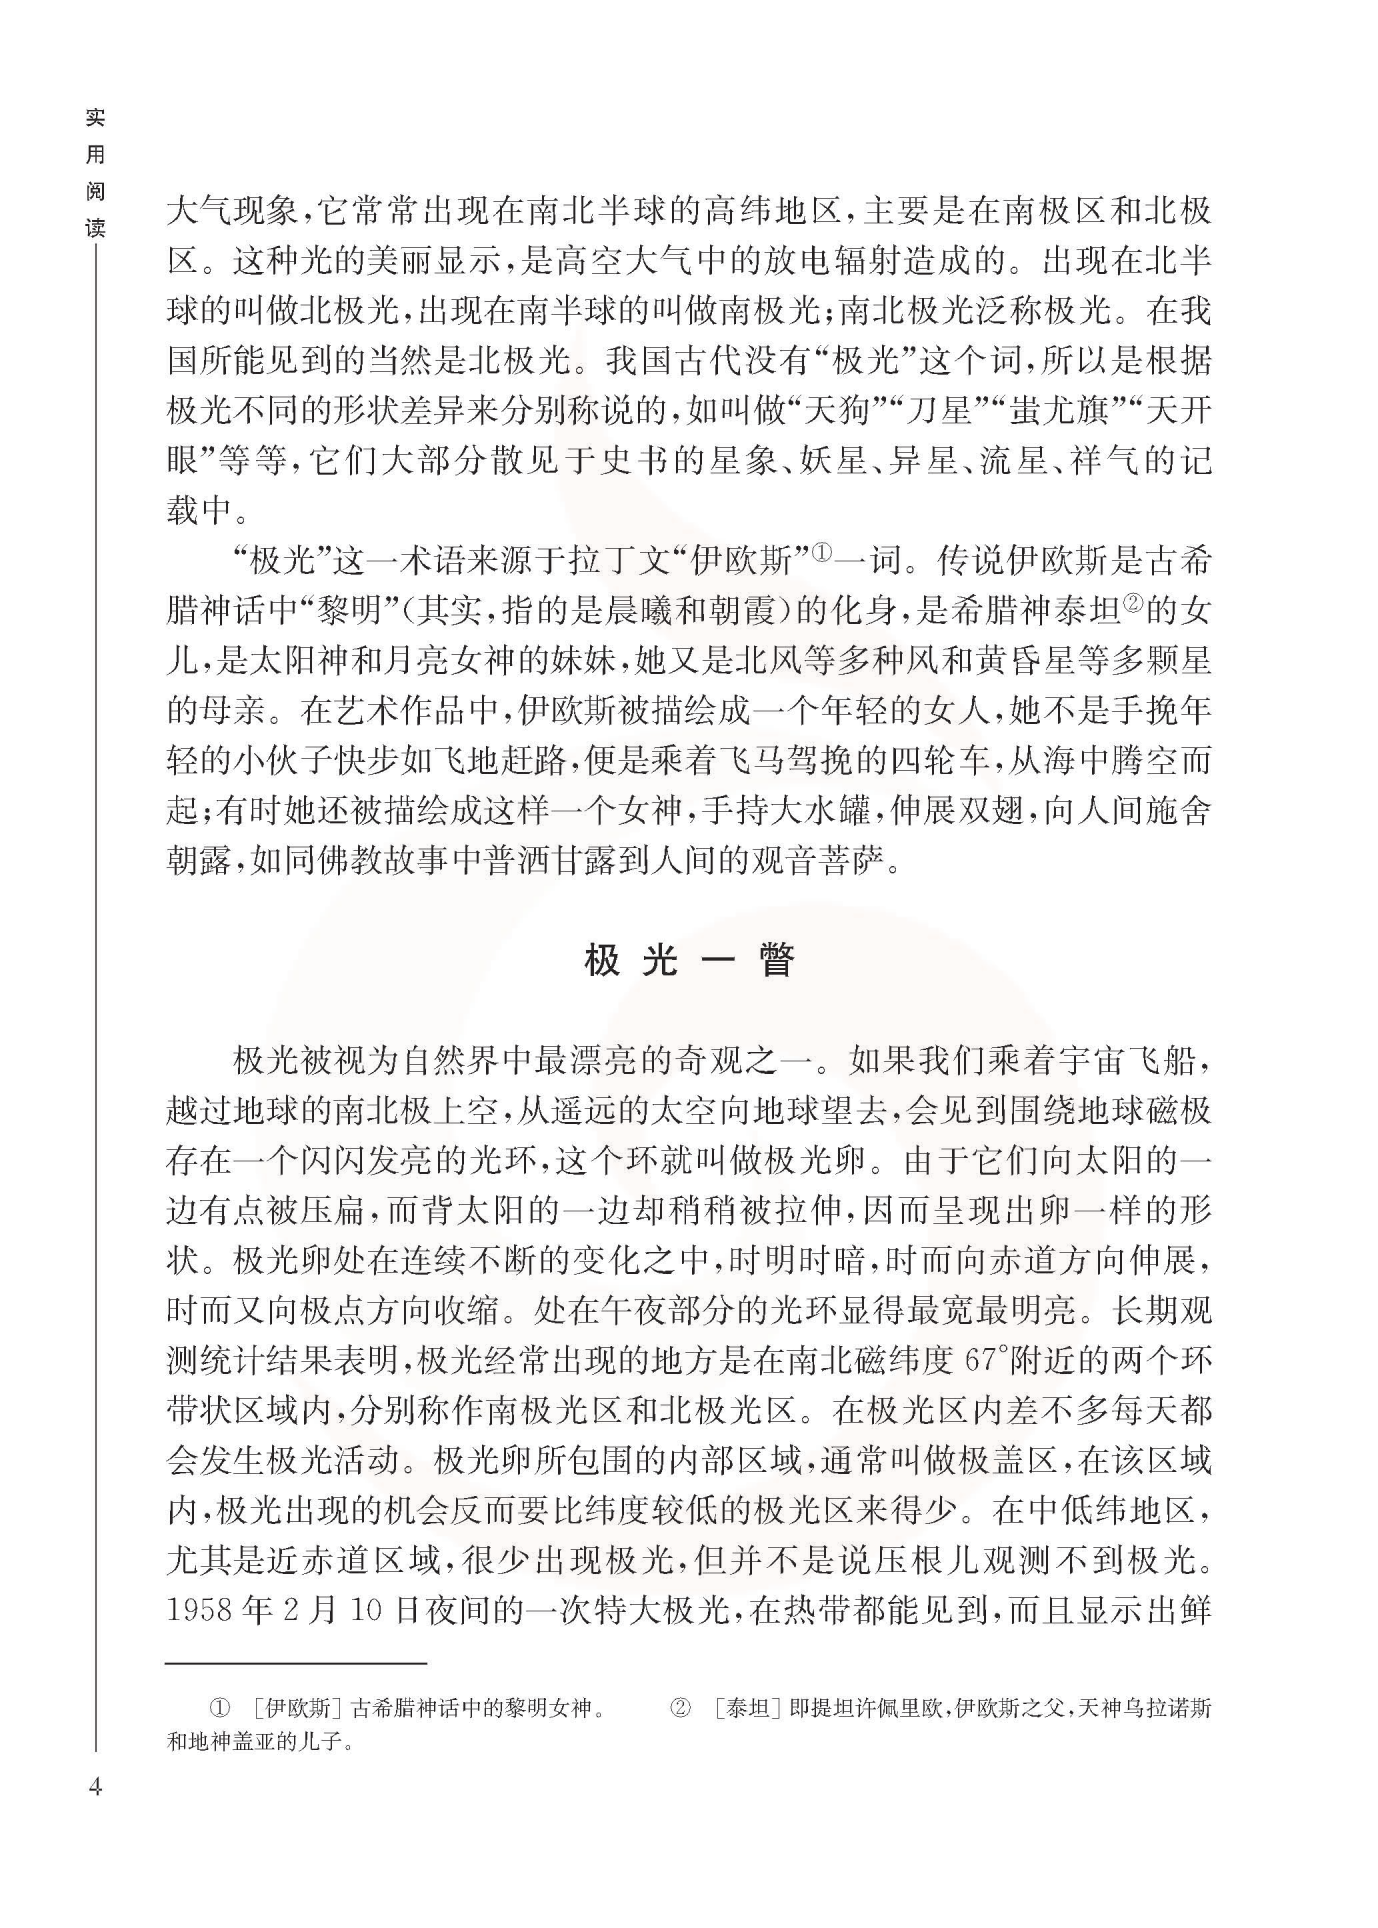 实用阅读
大气现象，它常常出现在南北半球的高纬地区，主要是在南极区和北极
区。这种光的美丽显示，是高空大气中的放电辐射造成的。出现在北半
球的叫做北极光，出现在南半球的叫做南极光；南北极光泛称极光。在我
国所能见到的当然是北极光。我国古代没有“极光”这个词，所以是根据
极光不同的形状差异来分别称说的，如叫做“天狗”“刀星”“蚩尤旗”“天开
眼”等等，它们大部分散见于史书的星象、妖星、异星、流星、祥气的记
载中。
“极光”这一术语来源于拉丁文“伊欧斯”①一词。传说伊欧斯是古希
腊神话中“黎明”（其实，指的是晨曦和朝霞）的化身，是希腊神泰坦②的女
儿，是太阳神和月亮女神的妹妹，她又是北风等多种风和黄昏星等多颗星
的母亲。在艺术作品中，伊欧斯被描绘成一个年轻的女人，她不是手挽年
轻的小伙子快步如飞地赶路，便是乘着飞马驾挽的四轮车，从海中腾空而
起；有时她还被描绘成这样一个女神，手持大水罐，伸展双翅，向人间施舍
朝露，如同佛教故事中普洒甘露到人间的观音菩萨。
极光一瞥
极光被视为自然界中最漂亮的奇观之一。如果我们乘着宇宙飞船，
越过地球的南北极上空，从遥远的太空向地球望去，会见到围绕地球磁极
存在一个闪闪发亮的光环，这个环就叫做极光卵。由于它们向太阳的一
边有点被压扁，而背太阳的一边却稍稍被拉伸，因而呈现出卵一样的形
状。极光卵处在连续不断的变化之中，时明时暗，时而向赤道方向伸展，
时而又向极点方向收缩。处在午夜部分的光环显得最宽最明亮。长期观
测统计结果表明，极光经常出现的地方是在南北磁纬度 67°附近的两个环
带状区域内，分别称作南极光区和北极光区。在极光区内差不多每天都
会发生极光活动。极光卵所包围的内部区域，通常叫做极盖区，在该区域
内，极光出现的机会反而要比纬度较低的极光区来得少。在中低纬地区，
尤其是近赤道区域，很少出现极光，但并不是说压根儿观测不到极光。
1958 年 2 月 10 日夜间的一次特大极光，在热带都能见到，而且显示出鲜
① ［伊欧斯］古希腊神话中的黎明女神。 ② ［泰坦］即提坦许佩里欧，伊欧斯之父，天神乌拉诺斯
和地神盖亚的儿子。
4